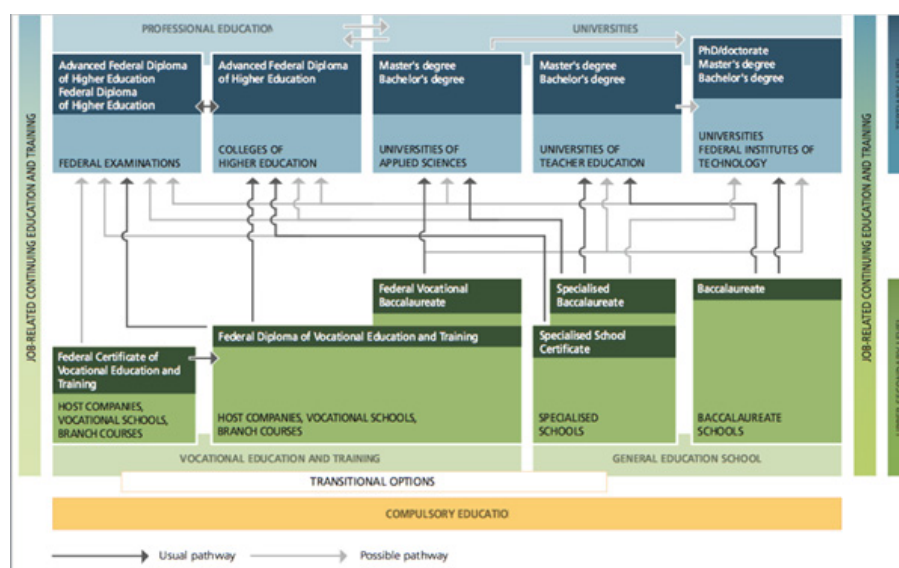 PROFESSIONAL EDUCATION
UNIVERSITIES
Advanced Federal Diploma
of Higher Education
Federal Diploma
of Higher Education
FEDERAL EXAMINATIONS
Advanced Federal Diploma
of Higher Education
COLLEGES OF
HIGHER EDUCATION
Master's degree
Bachelor's degree
UNIVERSITIES OF
APPLIED SCIENCES
Master's degree
Bachelor's degree
UNIVERSITIES OF
TEACHER EDUCATION
PhD/doctorate
Master's degree
Bachelor's degree
UNIVERSITIES
FEDERAL INSTITUTES OF
TECHNOLOGY
JOB-RELATED CONTINUING EDUCATION AND TRAINING
JOB-RELATED CONTINUING EDUCATION AND TRAINING
Federal Vocational
Baccalaureate
Specialised
Baccalaureate
Baccalaureate
Federal Diploma of Vocational Education and Training
Specialised School
Certificate
Federal Certificate of
Vocational Education and
Training
HOST COMPANIES,
VOCATIONAL SCHOOLS,
BRANCH COURSES
HOST COMPANIES, VOCATIONAL SCHOOLS,
BRANCH COURSES
SPECIALISED
SCHOOLS
BACCALAUREATE
SCHOOLS
VOCATIONAL EDUCATION AND TRAINING
GENERAL EDUCATION SCHOOL
TRANSITIONAL OPTIONS
COMPULSORY EDUCATIO
Usual pathway
Possible pathway